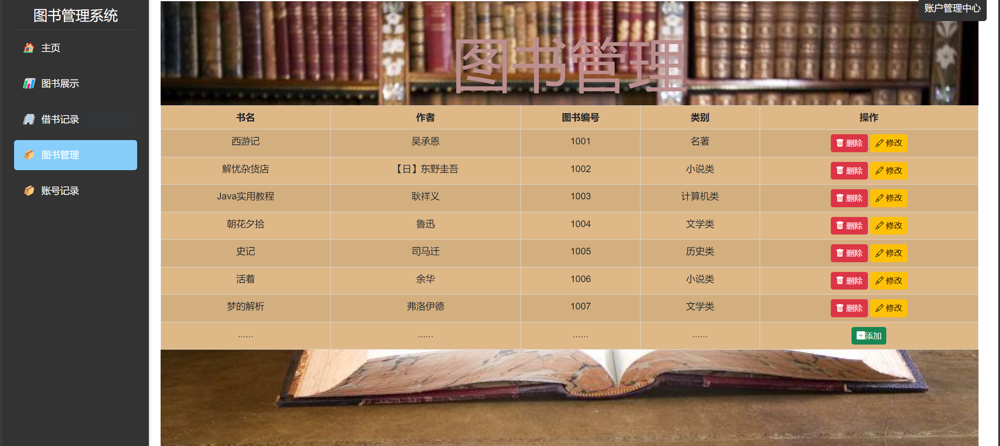 图书管理系统
主页
图书展示
借书记录
图书管理
账号记录
账户管理中心
图书管理
书名 作者 图书编号 类别 操作
西游记 吴承恩 1001 名著 删除 修改
解忧杂货店 【日】东野圭吾 1002 小说类 删除 修改
Java实用教程 耿祥义 1003 计算机类 删除 修改
朝花夕拾 鲁迅 1004 文学类 删除 修改
史记 司马迁 1005 历史类 删除 修改
活着 余华 1006 小说类 删除 修改
梦的解析 弗洛伊德 1007 文学类 删除 修改
...... ...... ...... ...... 添加